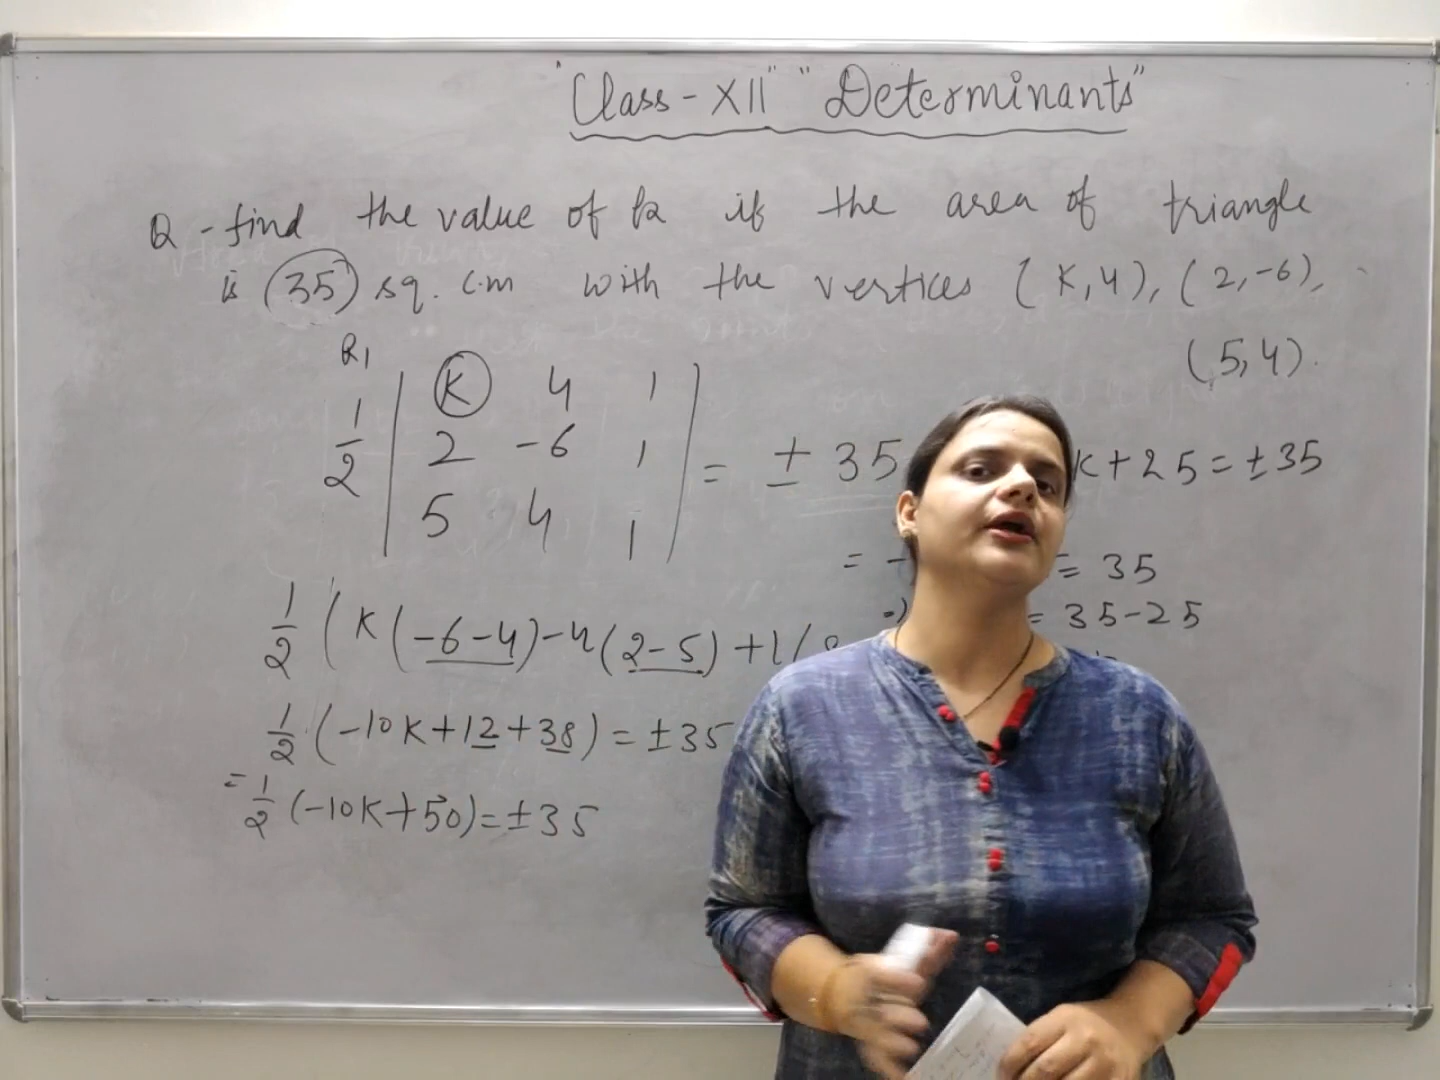 "Class - XII" "Determinants"
Q - find the value of k if the area of triangle
is 35 sq. cm with the vertices (K,4), (2,-6),
(5,4).
R1
1/2 | K 4 1
2 -6 1
5 4 1 | = ± 35
K+25=±35
= - = 35
= 35-25
1/2 (K(-6-4)-4(2-5)+1(8
1/2 (-10K+12+38)=±35
= 1/2 (-10K+50)=±35